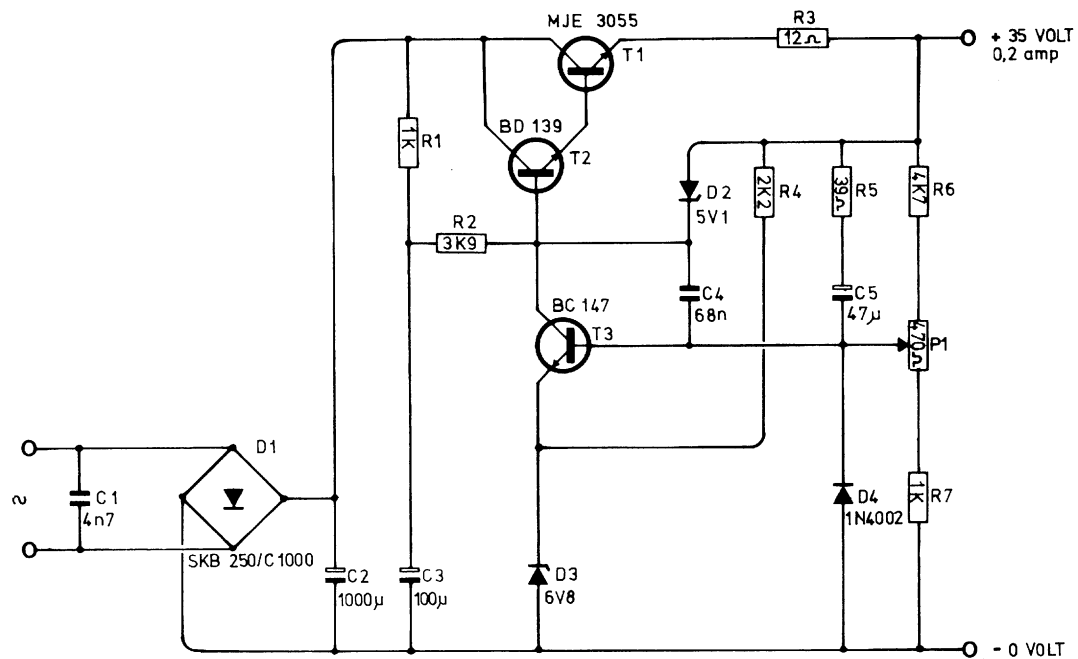 MJE 3055
T1
R3
12Ω
+ 35 VOLT
0,2 amp
1K
R1
BD 139
T2
D2
5V1
2K2
R4
39Ω
R5
4K7
R6
R2
3K9
BC 147
T3
C4
68n
C5
47µ
470Ω
P1
D1
~
C1
4n7
SKB 250/C1000
C2
1000µ
C3
100µ
D3
6V8
D4
1N4002
1K
R7
- 0 VOLT